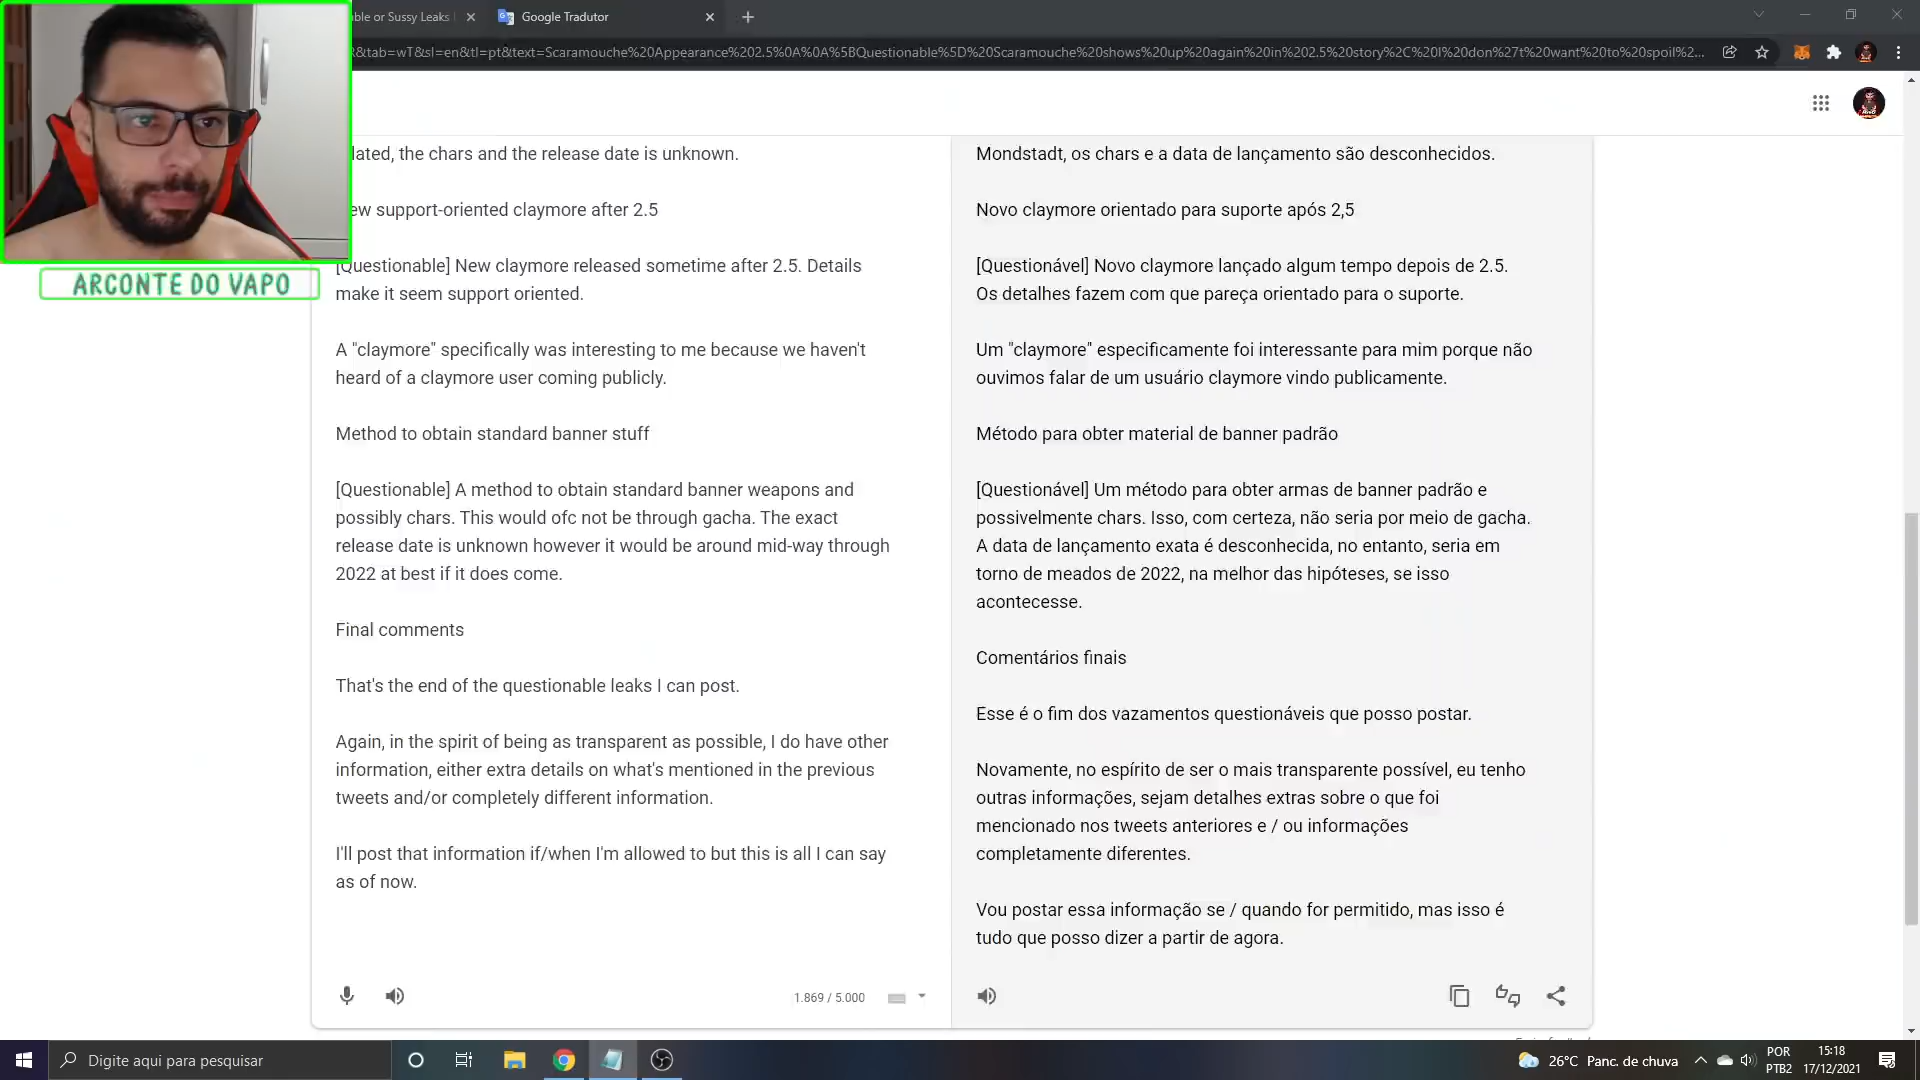 ble or Sussy Leaks
Google Tradutor
R&tab=wT&sl=en&tl=pt&text=Scaramouche%20Appearance%202.5%0A%0A%5BQuestionable%5D%20Scaramouche%20shows%20up%20again%20in%202.5%20story%2C%20I%20don%27t%20want%20to%20spoil%2...
ARCONTE DO VAPO
lated, the chars and the release date is unknown.
ew support-oriented claymore after 2.5
[Questionable] New claymore released sometime after 2.5. Details
make it seem support oriented.
A "claymore" specifically was interesting to me because we haven't
heard of a claymore user coming publicly.
Method to obtain standard banner stuff
[Questionable] A method to obtain standard banner weapons and
possibly chars. This would ofc not be through gacha. The exact
release date is unknown however it would be around mid-way through
2022 at best if it does come.
Final comments
That's the end of the questionable leaks I can post.
Again, in the spirit of being as transparent as possible, I do have other
information, either extra details on what's mentioned in the previous
tweets and/or completely different information.
I'll post that information if/when I'm allowed to but this is all I can say
as of now.
1.869 / 5.000
Mondstadt, os chars e a data de lançamento são desconhecidos.
Novo claymore orientado para suporte após 2,5
[Questionável] Novo claymore lançado algum tempo depois de 2.5.
Os detalhes fazem com que pareça orientado para o suporte.
Um "claymore" especificamente foi interessante para mim porque não
ouvimos falar de um usuário claymore vindo publicamente.
Método para obter material de banner padrão
[Questionável] Um método para obter armas de banner padrão e
possivelmente chars. Isso, com certeza, não seria por meio de gacha.
A data de lançamento exata é desconhecida, no entanto, seria em
torno de meados de 2022, na melhor das hipóteses, se isso
acontecesse.
Comentários finais
Esse é o fim dos vazamentos questionáveis que posso postar.
Novamente, no espírito de ser o mais transparente possível, eu tenho
outras informações, sejam detalhes extras sobre o que foi
mencionado nos tweets anteriores e / ou informações
completamente diferentes.
Vou postar essa informação se / quando for permitido, mas isso é
tudo que posso dizer a partir de agora.
Digite aqui para pesquisar
26°C Panc. de chuva
POR
PTB2
15:18
17/12/2021